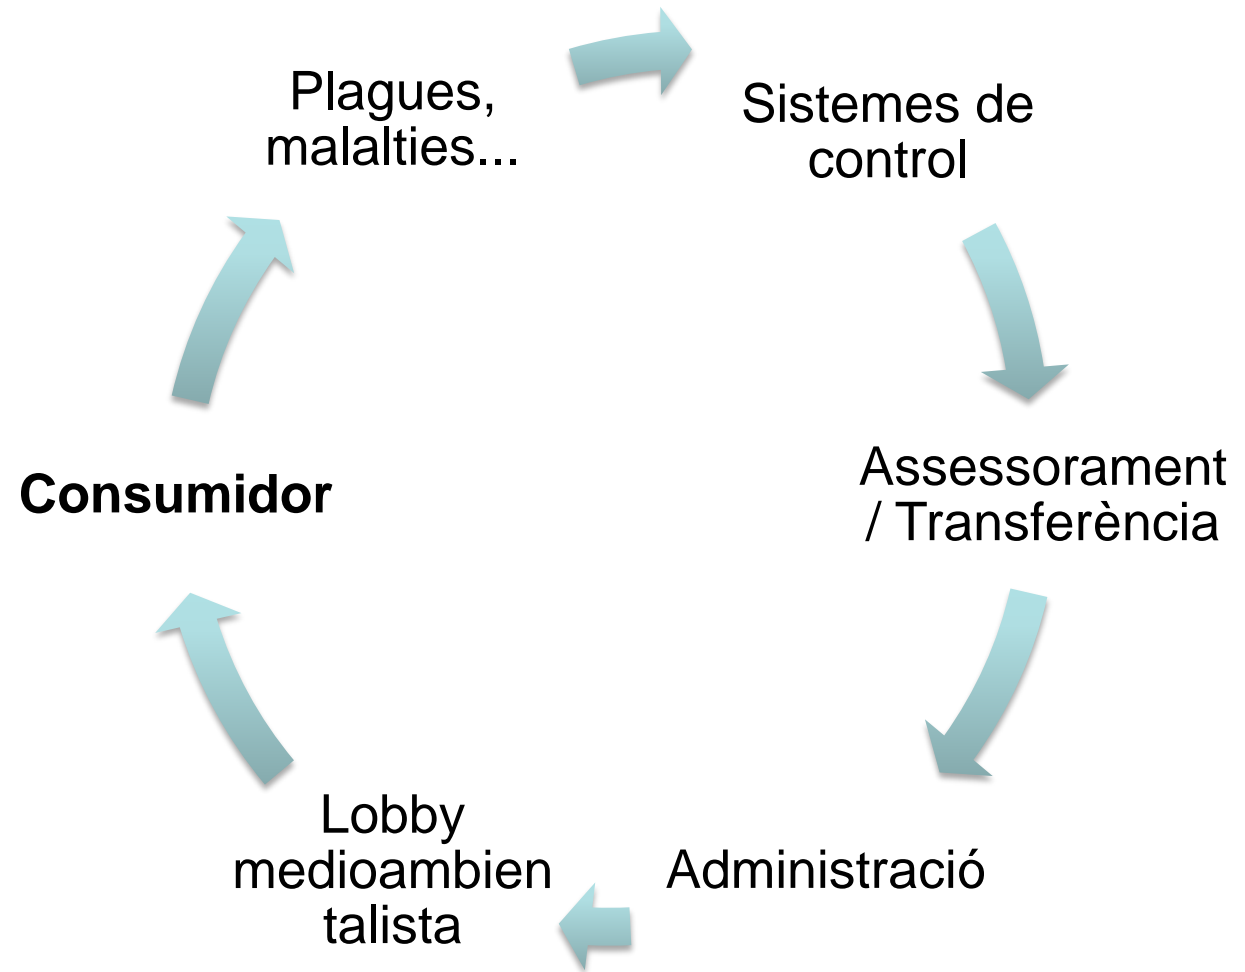 Plagues,
malalties...
Sistemes de
control
Assessorament
/ Transferència
Administració
Lobby
medioambien
talista
Consumidor